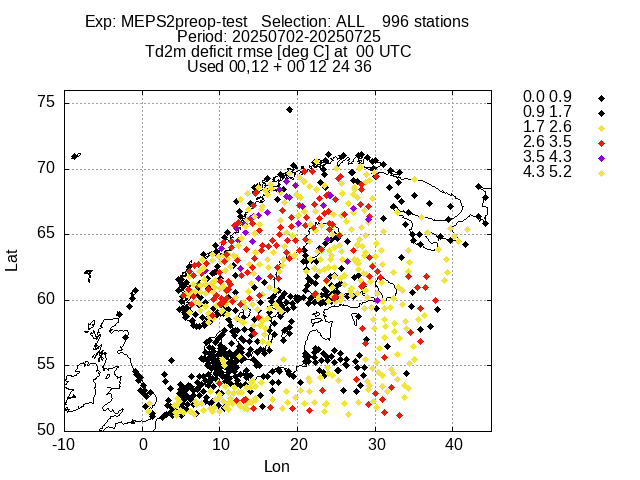 Exp: MEPS2preop-test Selection: ALL 996 stations
Period: 20250702-20250725
Td2m deficit rmse [deg C] at 00 UTC
Used 00,12 + 00 12 24 36
0.0 0.9
0.9 1.7
1.7 2.6
2.6 3.5
3.5 4.3
4.3 5.2
75
70
65
60
55
50
Lat
-10 0 10 20 30 40
Lon